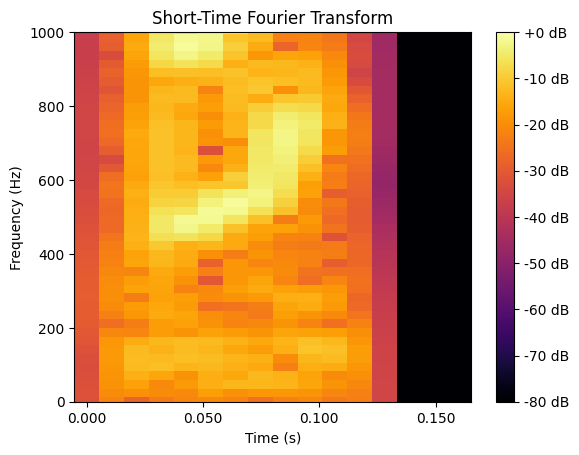 Short-Time Fourier Transform
1000
800
600
400
200
0
Frequency (Hz)
0.000
0.050
0.100
0.150
Time (s)
+0 dB
-10 dB
-20 dB
-30 dB
-40 dB
-50 dB
-60 dB
-70 dB
-80 dB